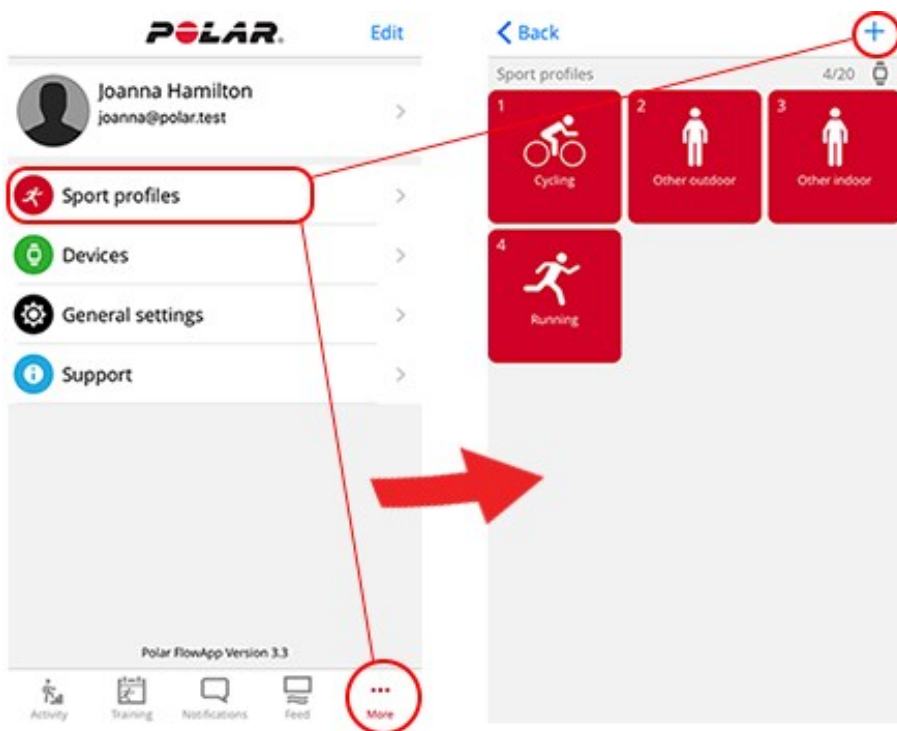 POLAR.
Edit
Joanna Hamilton
joanna@polar.test
Sport profiles
Devices
General settings
Support
Polar FlowApp Version 3.3
Activity
Training
Notifications
Feed
More
Back
Sport profiles
4/20
1
Cycling
2
Other outdoor
3
Other indoor
4
Running